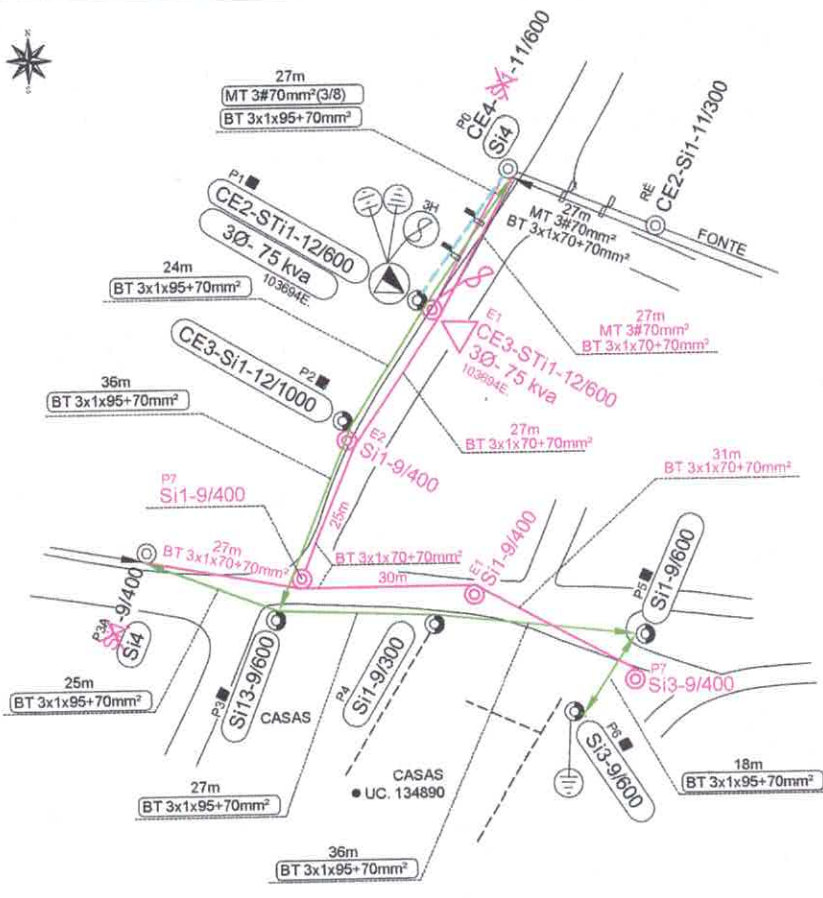 27m
MT 3#70mm²(3/8)
BT 3x1x95+70mm²
P0
CE4-Si1-11/600
Si4
RÉ
CE2-Si1-11/300
FONTE
27m
MT 3#70mm²
BT 3x1x70+70mm²
P1
CE2-STi1-12/600
3Ø- 75 kva
103694E.
3H
24m
BT 3x1x95+70mm²
27m
MT 3#70mm²
BT 3x1x70+70mm²
E1
CE3-STi1-12/600
3Ø- 75 kva
103694E.
P2
CE3-Si1-12/1000
36m
BT 3x1x95+70mm²
E2
Si1-9/400
27m
BT 3x1x70+70mm²
31m
BT 3x1x70+70mm²
P7
Si1-9/400
25m
BT 3x1x70+70mm²
27m
BT 3x1x70+70mm²
30m
E1
Si1-9/400
P5
Si1-9/600
P3A
-9/400
Si4
P3
Si13-9/600
CASAS
P4
Si1-9/300
P7
Si3-9/400
P6
Si3-9/600
S
25m
BT 3x1x95+70mm²
18m
BT 3x1x95+70mm²
CASAS
UC. 134890
27m
BT 3x1x95+70mm²
36m
BT 3x1x95+70mm²